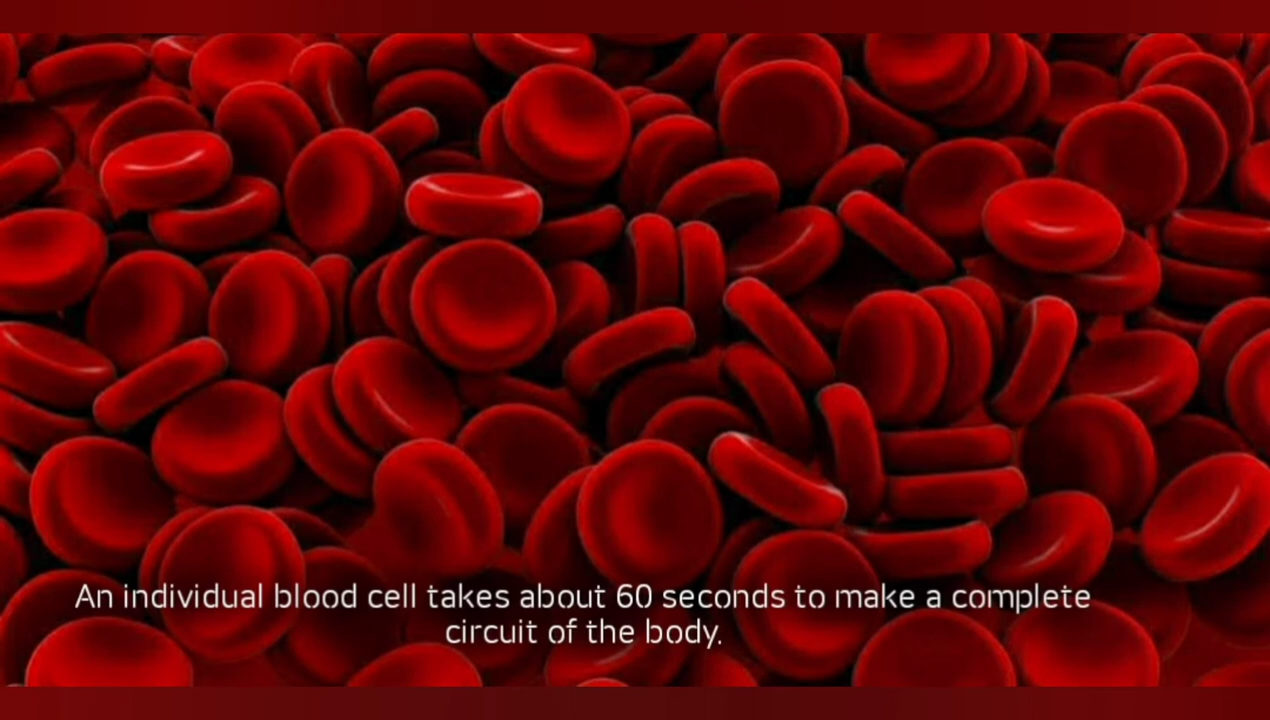 An individual blood cell takes about 60 seconds to make a complete
circuit of the body.